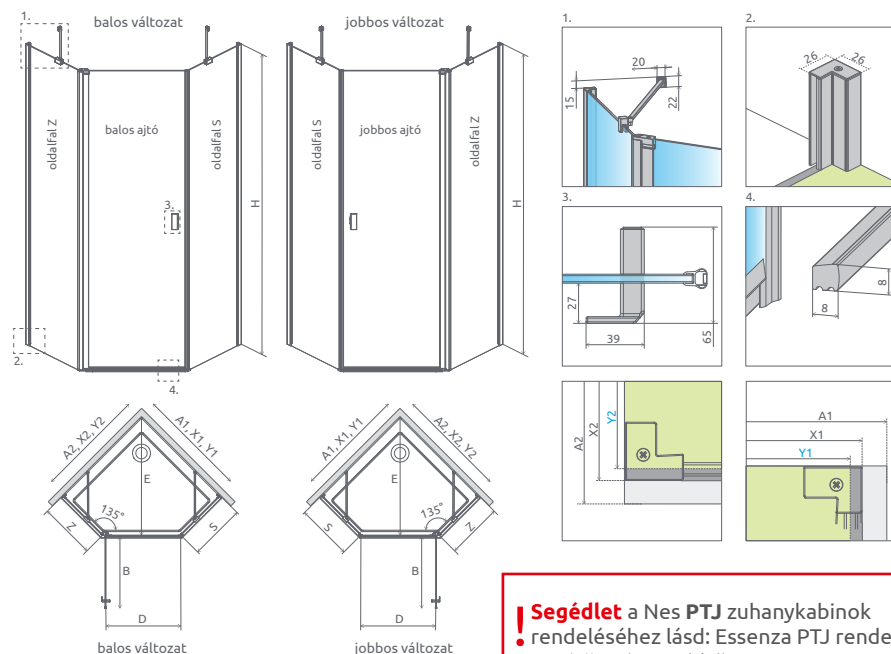 1.
balos változat
jobbos változat
oldalfal Z
balos ajtó
oldalfal S
H
3.
2.
4.
oldalfal S
jobbos ajtó
oldalfal Z
H
A2, X2, Y2
A1, X1, Y1
E
135°
Z
S
B
D
balos változat
A1, X1, Y1
A2, X2, Y2
E
135°
S
Z
B
D
jobbos változat
1.
20
15
22
2.
26
26
3.
27
39
65
4.
8
8
A2
X2
Y2
A1
X1
Y1
! Segédlet a Nes PTJ zuhanykabinok
rendeléséhez lásd: Essenza PTJ rende